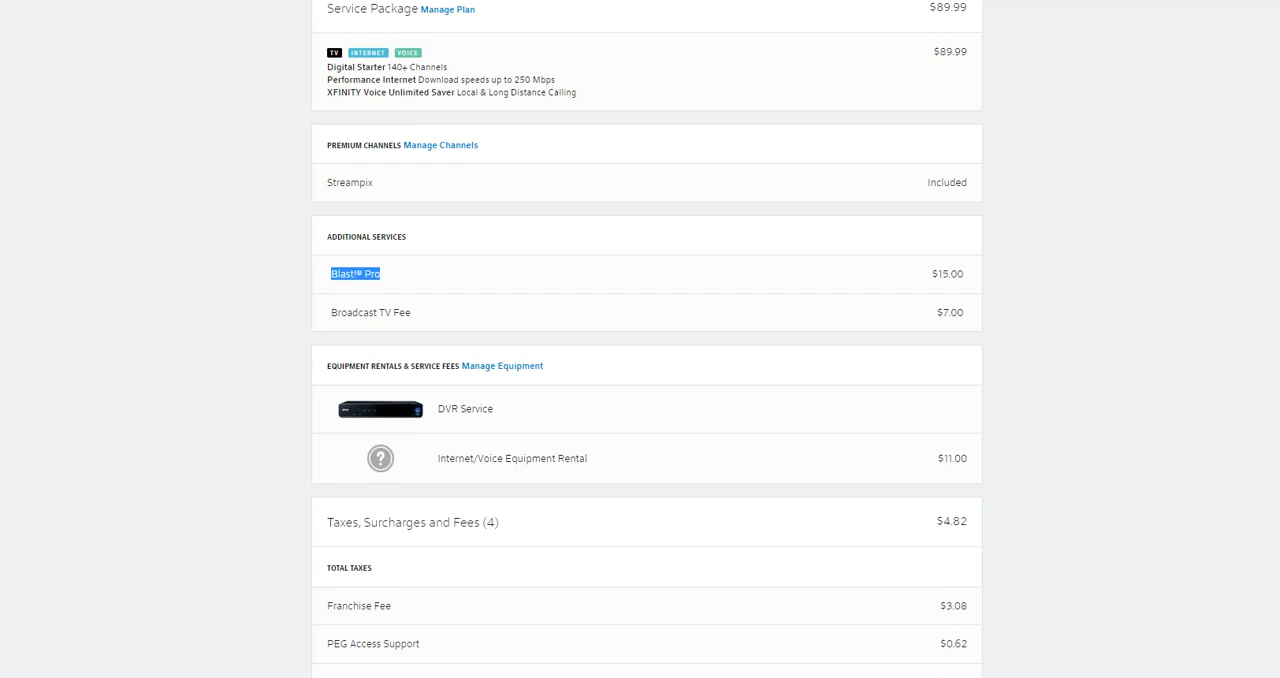 Service Package Manage Plan $89.99
TV INTERNET VOICE $89.99
Digital Starter 140+ Channels
Performance Internet Download speeds up to 250 Mbps
XFINITY Voice Unlimited Saver Local & Long Distance Calling
PREMIUM CHANNELS Manage Channels
Streampix Included
ADDITIONAL SERVICES
Blast!® Pro $15.00
Broadcast TV Fee $7.00
EQUIPMENT RENTALS & SERVICE FEES Manage Equipment
DVR Service
? Internet/Voice Equipment Rental $11.00
Taxes, Surcharges and Fees (4) $4.82
TOTAL TAXES
Franchise Fee $3.08
PEG Access Support $0.62